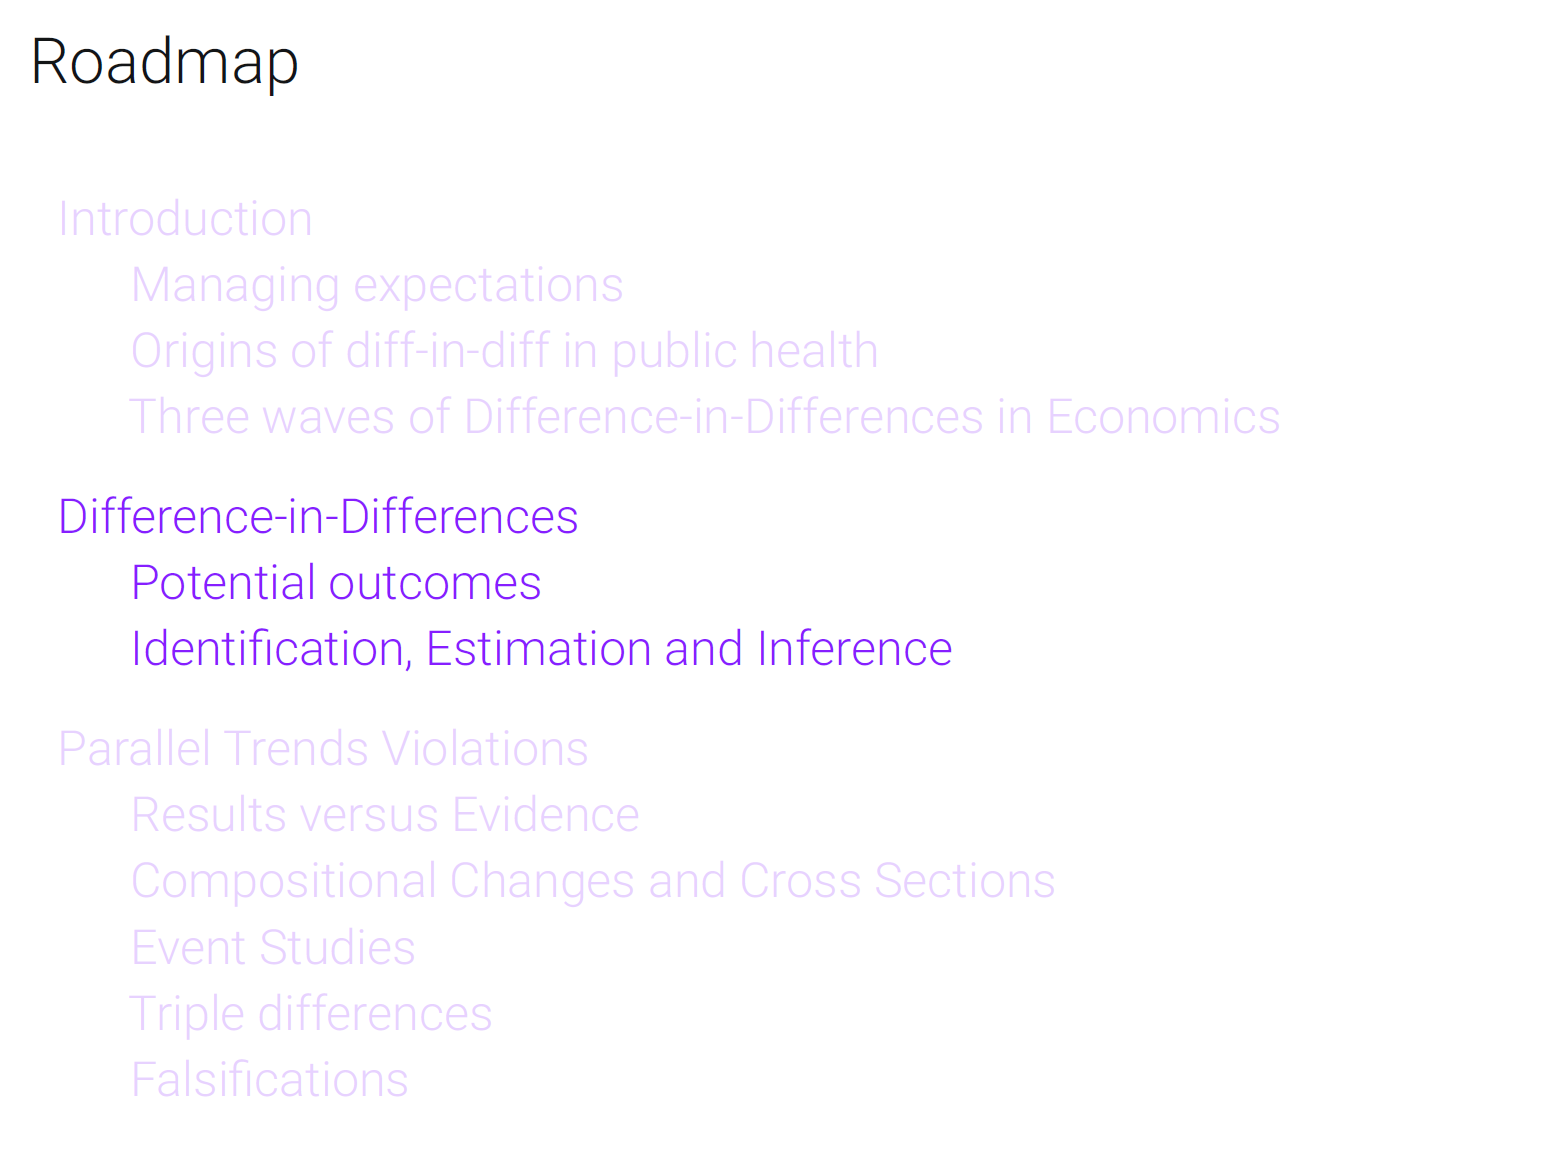 Roadmap
Introduction
Managing expectations
Origins of diff-in-diff in public health
Three waves of Difference-in-Differences in Economics
Difference-in-Differences
Potential outcomes
Identification, Estimation and Inference
Parallel Trends Violations
Results versus Evidence
Compositional Changes and Cross Sections
Event Studies
Triple differences
Falsifications